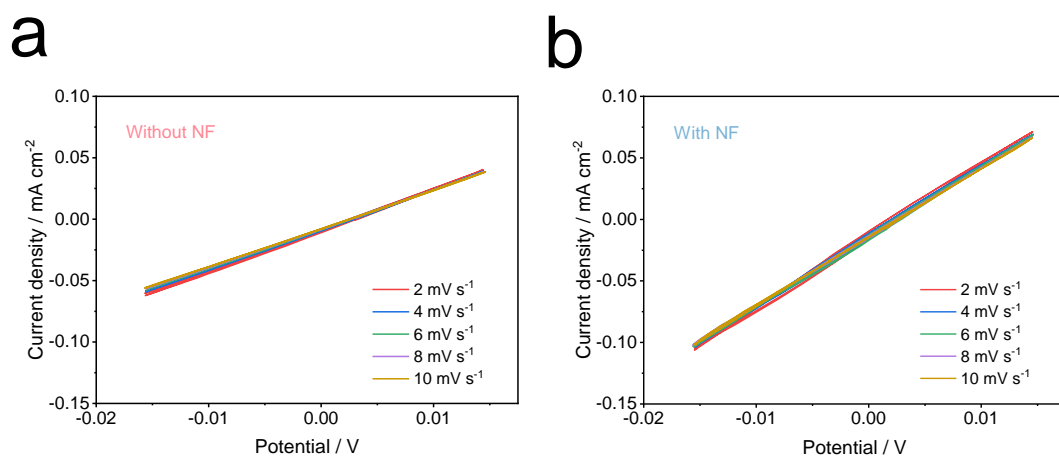 a
0.10
0.05
0.00
-0.05
-0.10
-0.15
-0.02
-0.01
0.00
0.01
Current density / mA cm-2
Potential / V
Without NF
2 mV s-1
4 mV s-1
6 mV s-1
8 mV s-1
10 mV s-1
b
0.10
0.05
0.00
-0.05
-0.10
-0.15
-0.02
-0.01
0.00
0.01
Current density / mA cm-2
Potential / V
With NF
2 mV s-1
4 mV s-1
6 mV s-1
8 mV s-1
10 mV s-1